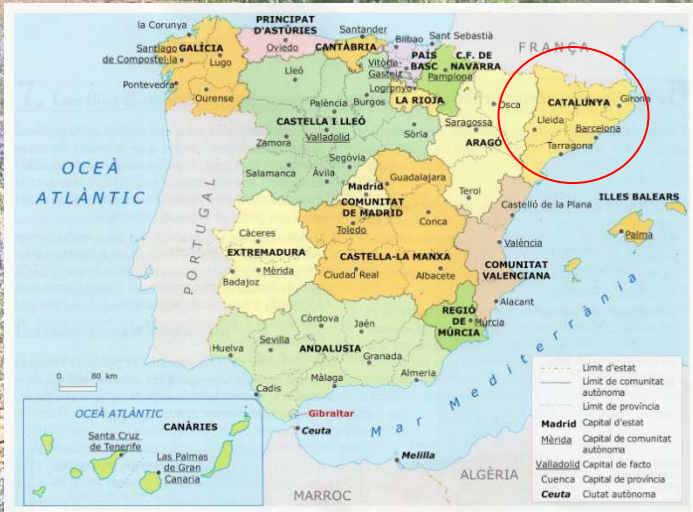 la Corunya
PRINCIPAT
D'ASTÚRIES
Santander
Bilbao
Sant Sebastià
FRANÇA
Santiago
de Compostel·la
GALÍCIA
Lugo
Oviedo
CANTÀBRIA
PAÍS
BASC
C.F. DE
NAVARRA
Vitòria
Gasteiz
Pamplona
Pontevedra
Ourense
Lleó
Burgos
Logronyo
LA RIOJA
Osca
CATALUNYA
Girona
Palència
CASTELLA I LLEÓ
Valladolid
Zamora
Sòria
Saragossa
ARAGÓ
Lleida
Barcelona
Tarragona
OCEÀ
ATLÀNTIC
Salamanca
Segòvia
Àvila
Madrid
COMUNITAT
DE MADRID
Guadalajara
Terol
Castelló de la Plana
ILLES BALEARS
Palma
PORTUGAL
Càceres
EXTREMADURA
Mèrida
Badajoz
Toledo
Conca
CASTELLA-LA MANXA
Ciudad Real
Albacete
València
COMUNITAT
VALENCIANA
Alacant
REGIÓ
DE
MÚRCIA
Múrcia
Còrdova
Jaén
Sevilla
Huelva
ANDALUSIA
Granada
Cadis
Màlaga
Almeria
Gibraltar
Ceuta
Melilla
Mar Mediterrània
ALGÈRIA
MARROC
0 80 km
OCEÀ ATLÀNTIC
CANÀRIES
Santa Cruz
de Tenerife
Las Palmas
de Gran
Canaria
Límit d'estat
Límit de comunitat
autònoma
Límit de província
Madrid Capital d'estat
Mèrida Capital de comunitat
autònoma
Valladolid Capital de facto
Cuenca Capital de província
Ceuta Ciutat autònoma